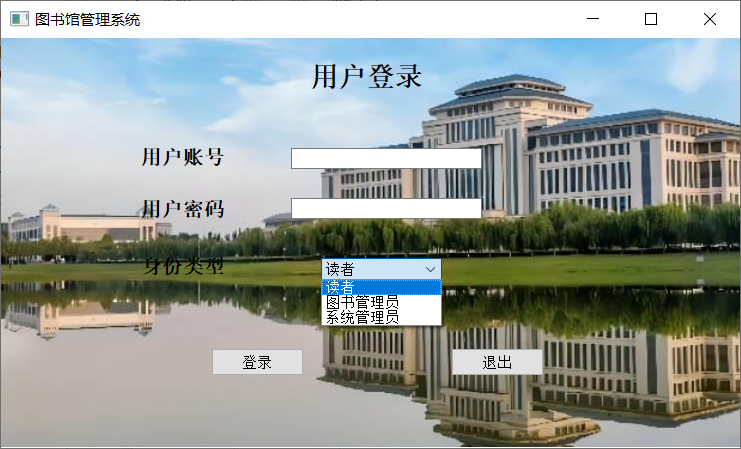 图书馆管理系统
用户登录
用户账号
用户密码
身份类型 读者
读者
图书管理员
系统管理员
登录 退出